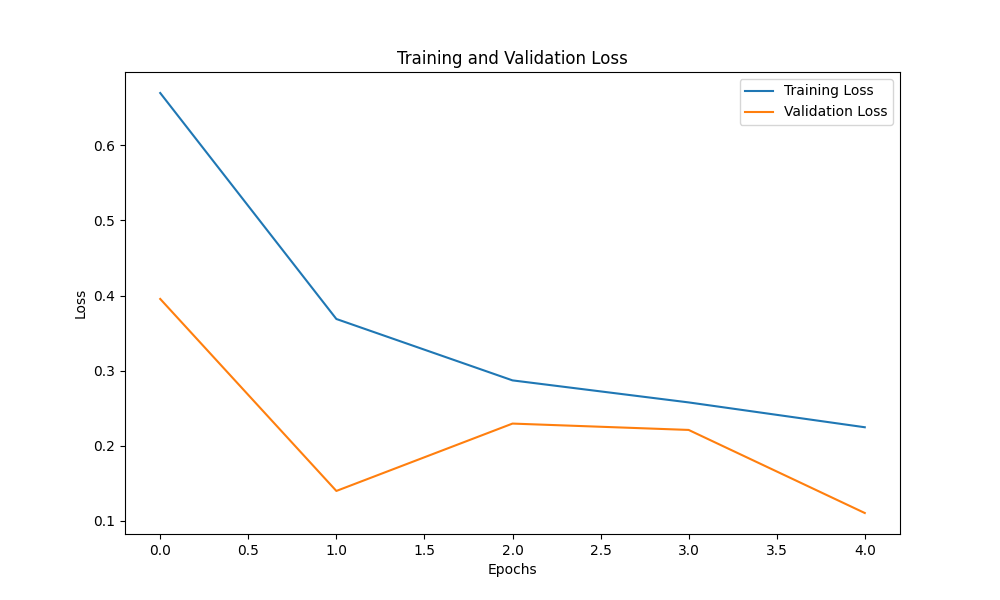 Training and Validation Loss
Training Loss
Validation Loss
0.6
0.5
0.4
0.3
0.2
0.1
Loss
0.0 0.5 1.0 1.5 2.0 2.5 3.0 3.5 4.0
Epochs